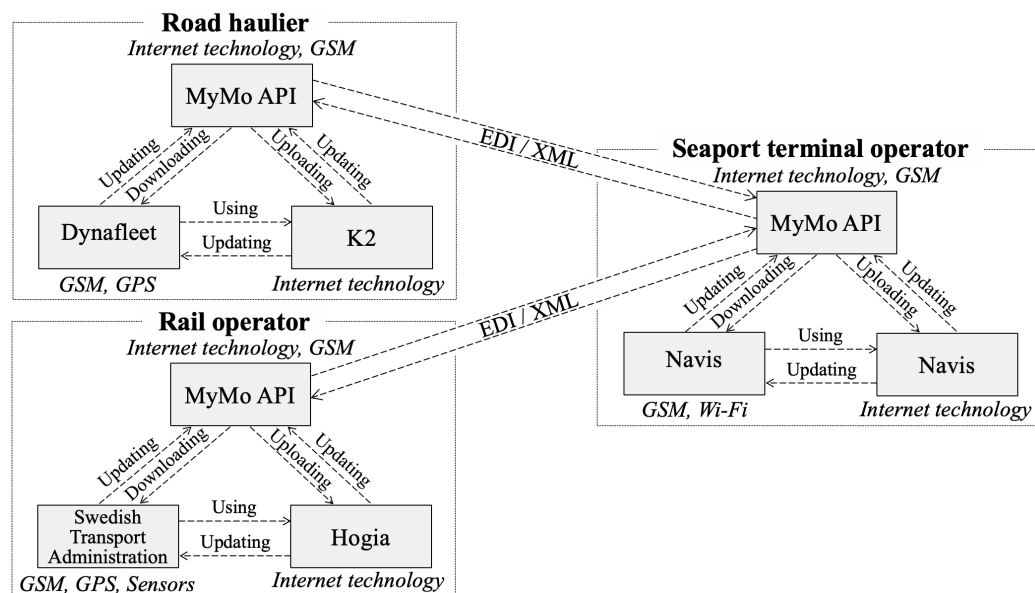 Road haulier
Internet technology, GSM
MyMo API
Updating
Downloading
Uploading
Updating
Dynafleet
Using
Updating
K2
GSM, GPS
Internet technology
EDI / XML
Rail operator
Internet technology, GSM
MyMo API
Updating
Downloading
Uploading
Updating
Swedish
Transport
Administration
Using
Updating
Hogia
GSM, GPS, Sensors
Internet technology
EDI / XML
Seaport terminal operator
Internet technology, GSM
MyMo API
Updating
Downloading
Uploading
Updating
Navis
Using
Updating
Navis
GSM, Wi-Fi
Internet technology